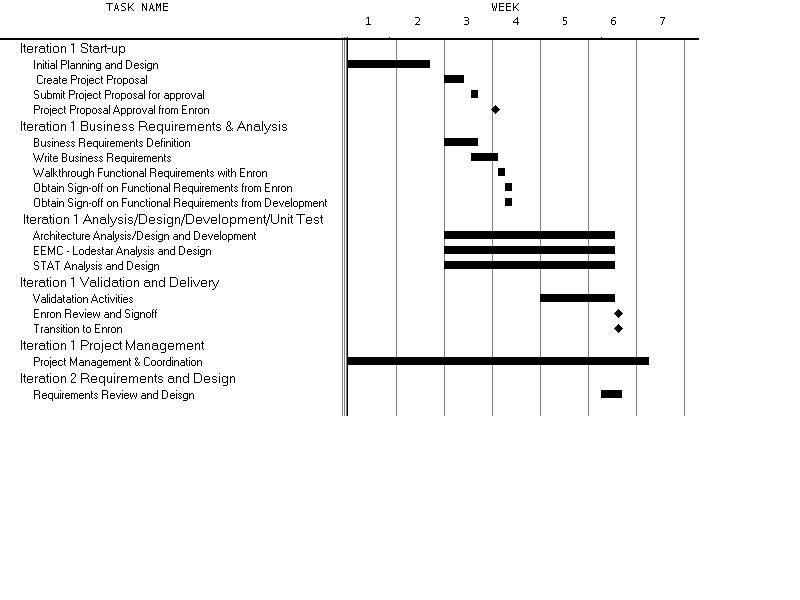 TASK NAME WEEK
1 2 3 4 5 6 7
Iteration 1 Start-up
Initial Planning and Design
Create Project Proposal
Submit Project Proposal for approval
Project Proposal Approval from Enron
Iteration 1 Business Requirements & Analysis
Business Requirements Definition
Write Business Requirements
Walkthrough Functional Requirements with Enron
Obtain Sign-off on Functional Requirements from Enron
Obtain Sign-off on Functional Requirements from Development
Iteration 1 Analysis/Design/Development/Unit Test
Architecture Analysis/Design and Development
EEMC - Lodestar Analysis and Design
STAT Analysis and Design
Iteration 1 Validation and Delivery
Validatation Activities
Enron Review and Signoff
Transition to Enron
Iteration 1 Project Management
Project Management & Coordination
Iteration 2 Requirements and Design
Requirements Review and Deisgn